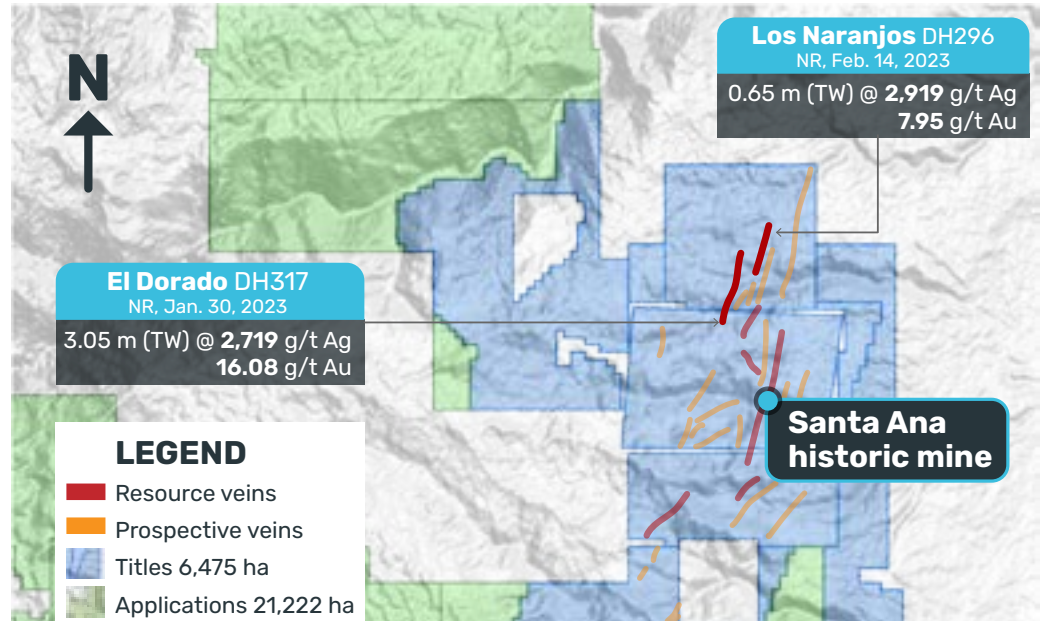 N
Los Naranjos DH296
NR, Feb. 14, 2023
0.65 m (TW) @ 2,919 g/t Ag
7.95 g/t Au
El Dorado DH317
NR, Jan. 30, 2023
3.05 m (TW) @ 2,719 g/t Ag
16.08 g/t Au
Santa Ana
historic mine
LEGEND
Resource veins
Prospective veins
Titles 6,475 ha
Applications 21,222 ha